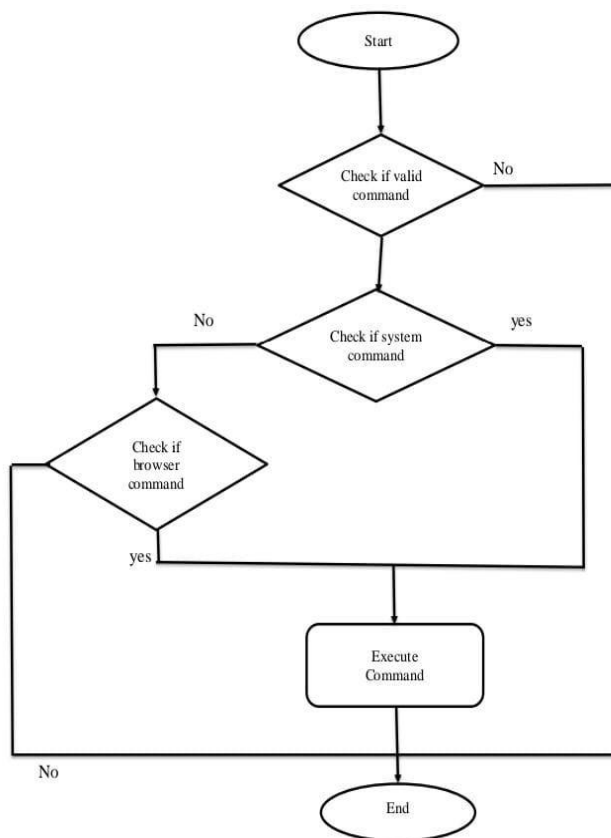 Start
Check if valid
command
No
Check if system
command
No
yes
Check if
browser
command
yes
Execute
Command
No
End